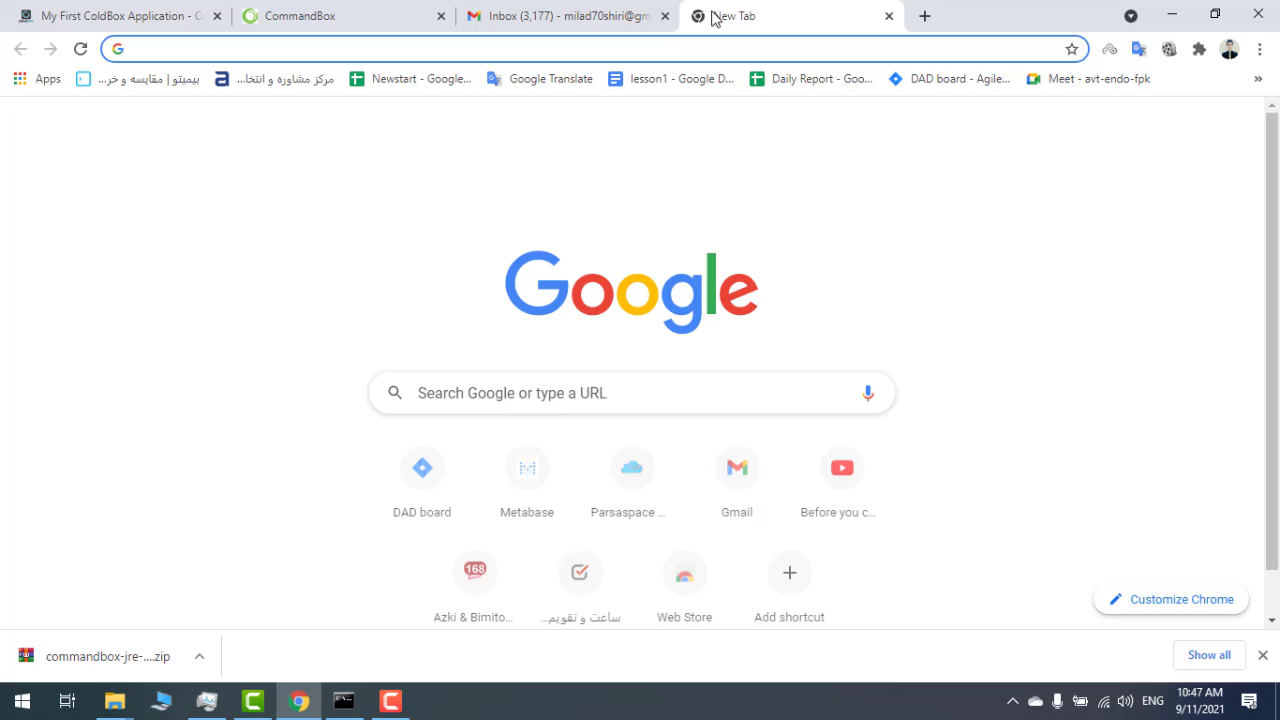 My First ColdBox Application - C
CommandBox
Inbox (3,177) - milad70shiri@gm
New Tab
Apps
بیمیتو | مقایسه و خر...
مرکز مشاوره و انتخا...
Newstart - Google...
Google Translate
lesson1 - Google D...
Daily Report - Goo...
DAD board - Agile...
Meet - avt-endo-fpk
»
Google
Search Google or type a URL
DAD board
Metabase
Parsaspace ...
Gmail
Before you c...
168
Azki & Bimito...
ساعت و تقویم...
Web Store
Add shortcut
Customize Chrome
commandbox-jre-....zip
Show all
ENG
10:47 AM
9/11/2021